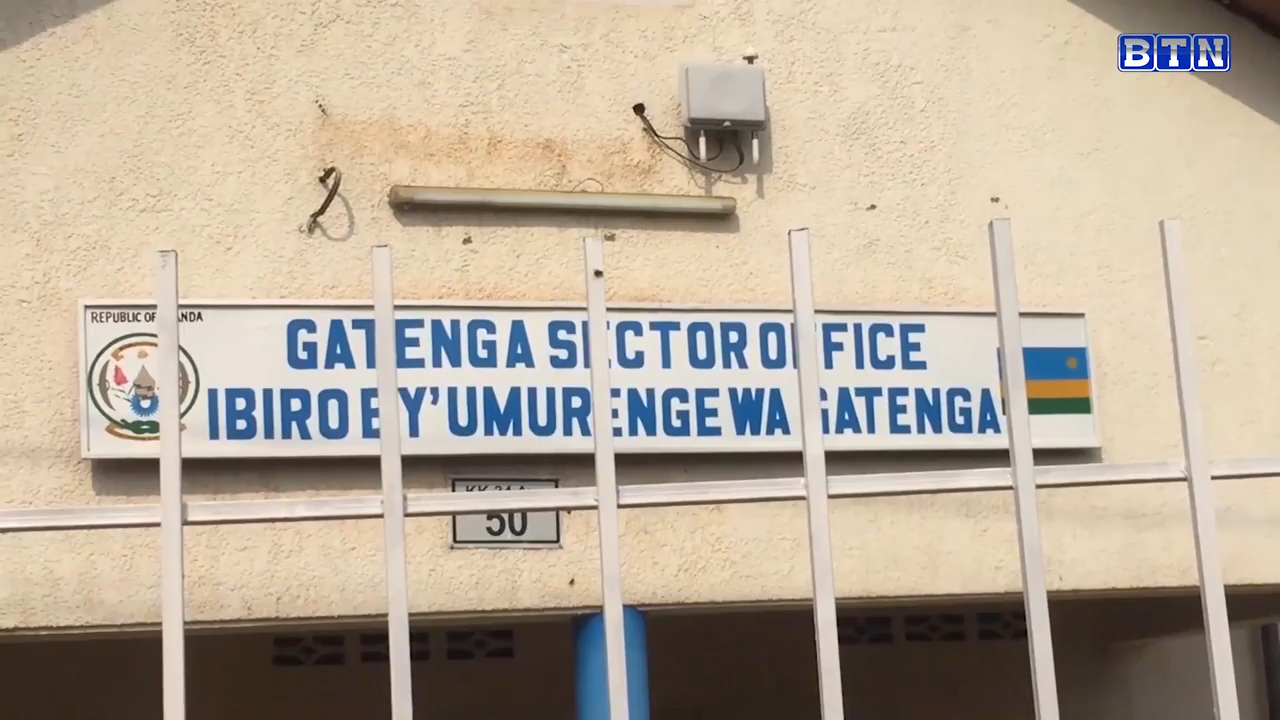 BTN
REPUBLIC OF RWANDA
GATENGA SECTOR OFFICE
IBIRO BY'UMURENGE WA GATENGA
50